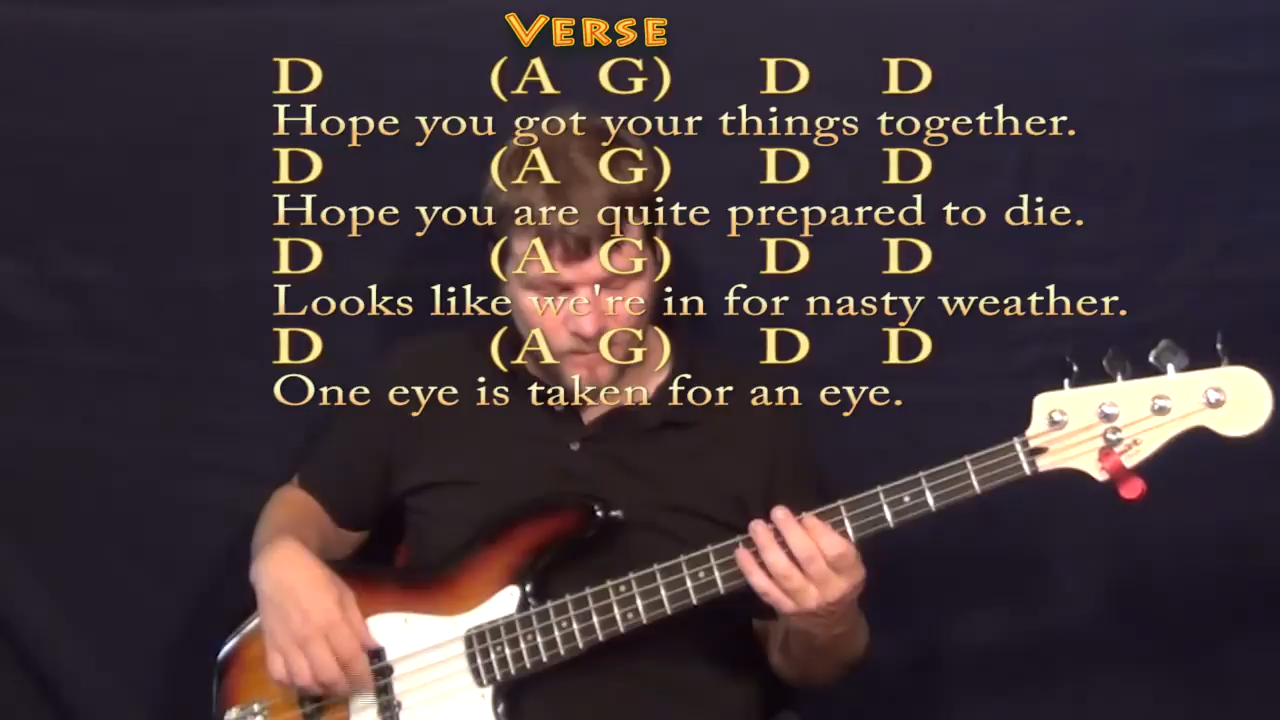 VERSE
D (A G) D D
Hope you got your things together.
D (A G) D D
Hope you are quite prepared to die.
D (A G) D D
Looks like we're in for nasty weather.
D (A G) D D
One eye is taken for an eye.